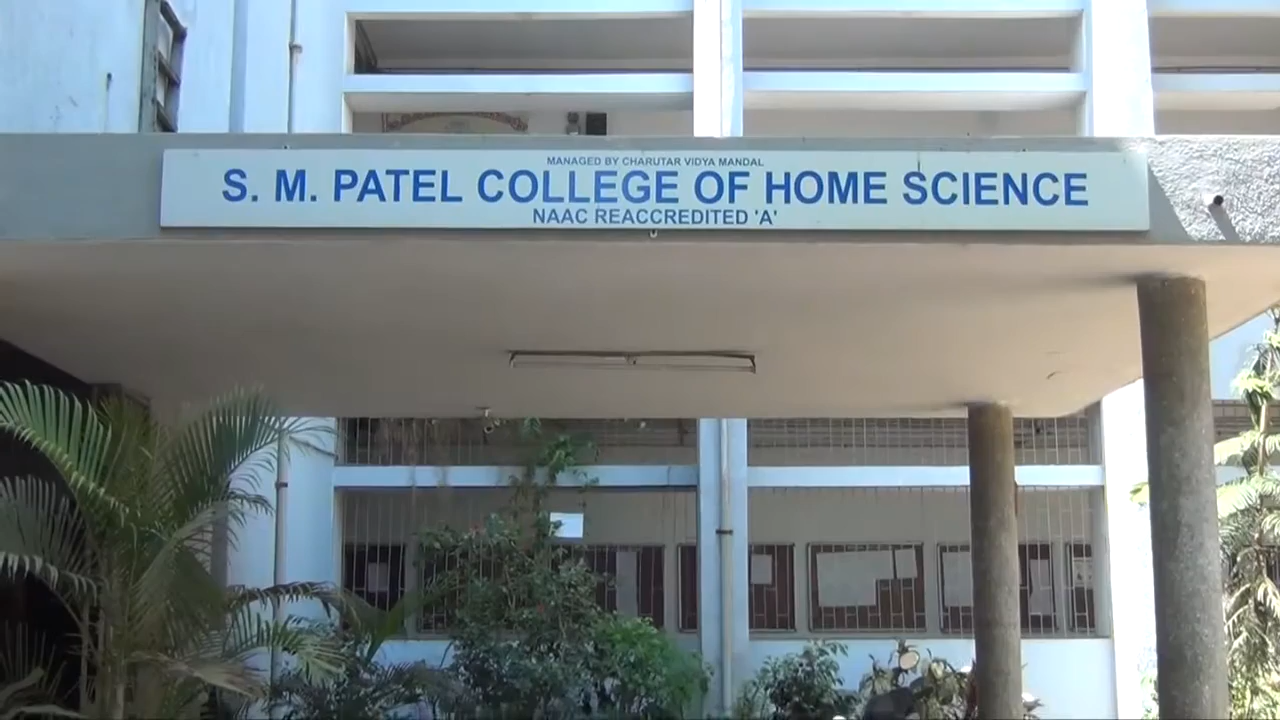 MANAGED BY CHARUTAR VIDYA MANDAL
S. M. PATEL COLLEGE OF HOME SCIENCE
NAAC REACCREDITED 'A'